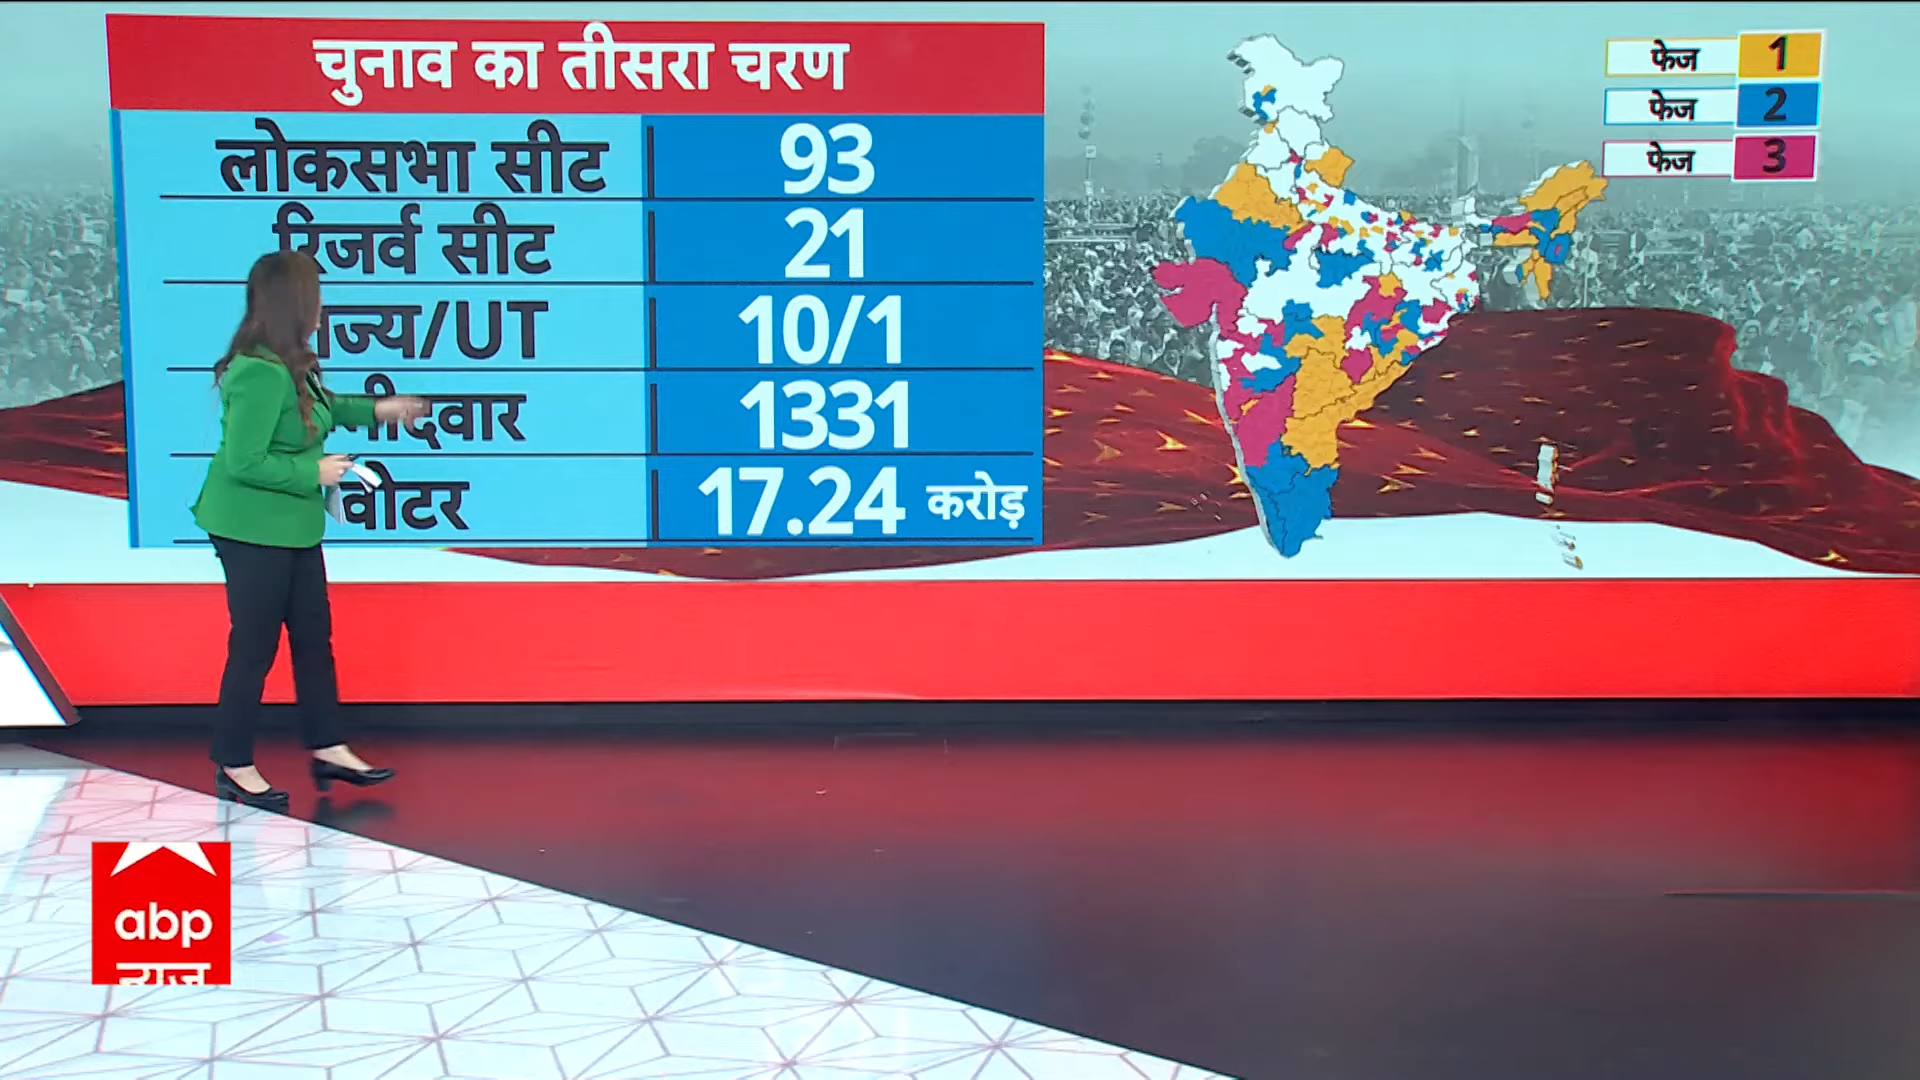 चुनाव का तीसरा चरण
लोकसभा सीट 93
रिजर्व सीट 21
/UT 10/1
1331
वोटर 17.24 करोड़
फेज 1
फेज 2
फेज 3
abp
न्यूज़